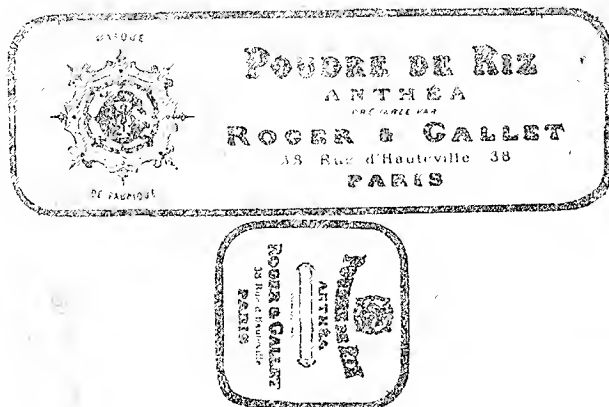 MARQUE
DE FABRIQUE
POUDRE DE RIZ
ANTHÉA
PRÉPARÉE PAR
ROGER & GALLET
38 Rue d'Hauteville 38
PARIS
POUDRE DE RIZ
ANTHÉA
ROGER & GALLET
38 Rue d'Hauteville
PARIS